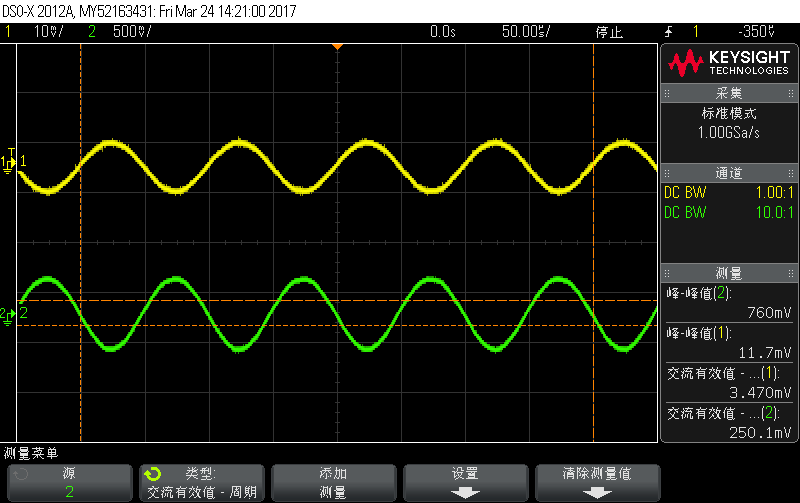 DSO-X 2012A, MY52163431: Fri Mar 24 14:21:00 2017
1 10mV/ 2 500mV/ 0.0s 50.00us/ 停止 1 -350uV
KEYSIGHT
TECHNOLOGIES
采集
标准模式
1.00GSa/s
通道
DC BW 1.00:1
DC BW 10.0:1
测量
峰-峰值(2):
760mV
峰-峰值(1):
11.7mV
交流有效值 - ...(1):
3.470mV
交流有效值 - ...(2):
250.1mV
T
1 1
2 2
测量菜单
源
2
类型:
交流有效值 - 周期
添加
测量
设置
清除测量值